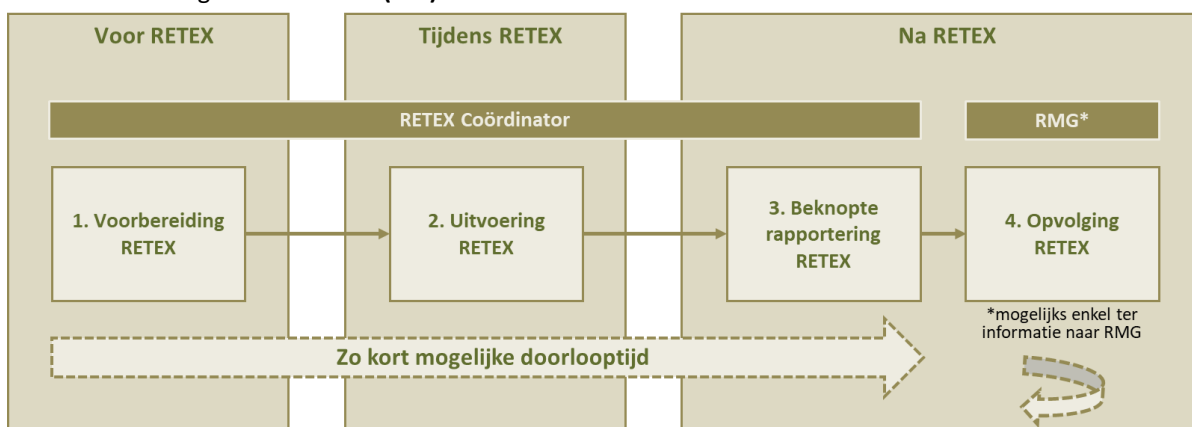 Voor RETEX
Tijdens RETEX
Na RETEX
RETEX Coördinator
RMG*
1. Voorbereiding
RETEX
2. Uitvoering
RETEX
3. Beknopte
rapportering
RETEX
4. Opvolging
RETEX
*mogelijks enkel ter
informatie naar RMG
Zo kort mogelijke doorlooptijd